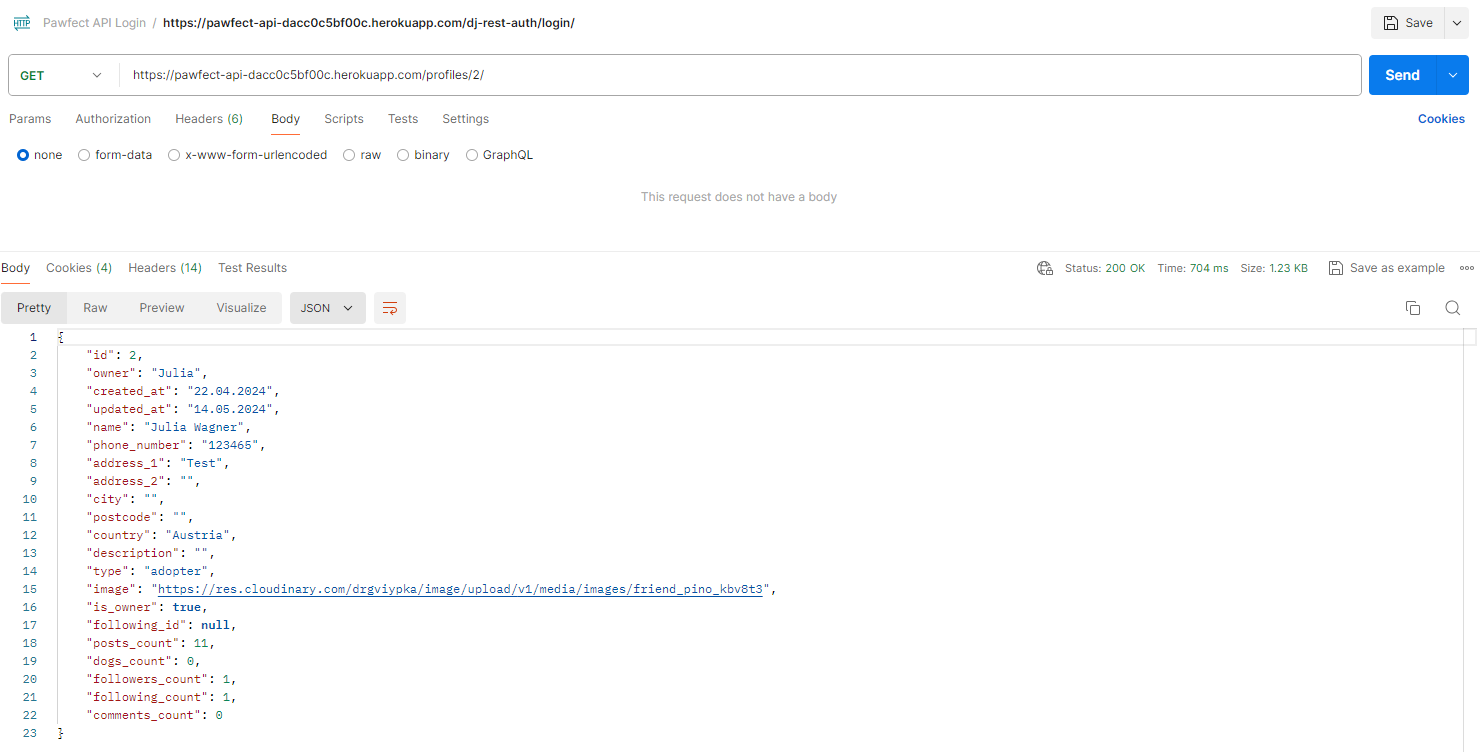 HTTP Pawfect API Login / https://pawfect-api-dacc0c5bf00c.herokuapp.com/dj-rest-auth/login/ Save
GET https://pawfect-api-dacc0c5bf00c.herokuapp.com/profiles/2/ Send
Params Authorization Headers (6) Body Scripts Tests Settings Cookies
none form-data x-www-form-urlencoded raw binary GraphQL
This request does not have a body
Body Cookies (4) Headers (14) Test Results Status: 200 OK Time: 704 ms Size: 1.23 KB Save as example
Pretty Raw Preview Visualize JSON
1 {
2 "id": 2,
3 "owner": "Julia",
4 "created_at": "22.04.2024",
5 "updated_at": "14.05.2024",
6 "name": "Julia Wagner",
7 "phone_number": "123465",
8 "address_1": "Test",
9 "address_2": "",
10 "city": "",
11 "postcode": "",
12 "country": "Austria",
13 "description": "",
14 "type": "adopter",
15 "image": "https://res.cloudinary.com/drgviypka/image/upload/v1/media/images/friend_pino_kbv8t3",
16 "is_owner": true,
17 "following_id": null,
18 "posts_count": 11,
19 "dogs_count": 0,
20 "followers_count": 1,
21 "following_count": 1,
22 "comments_count": 0
23 }